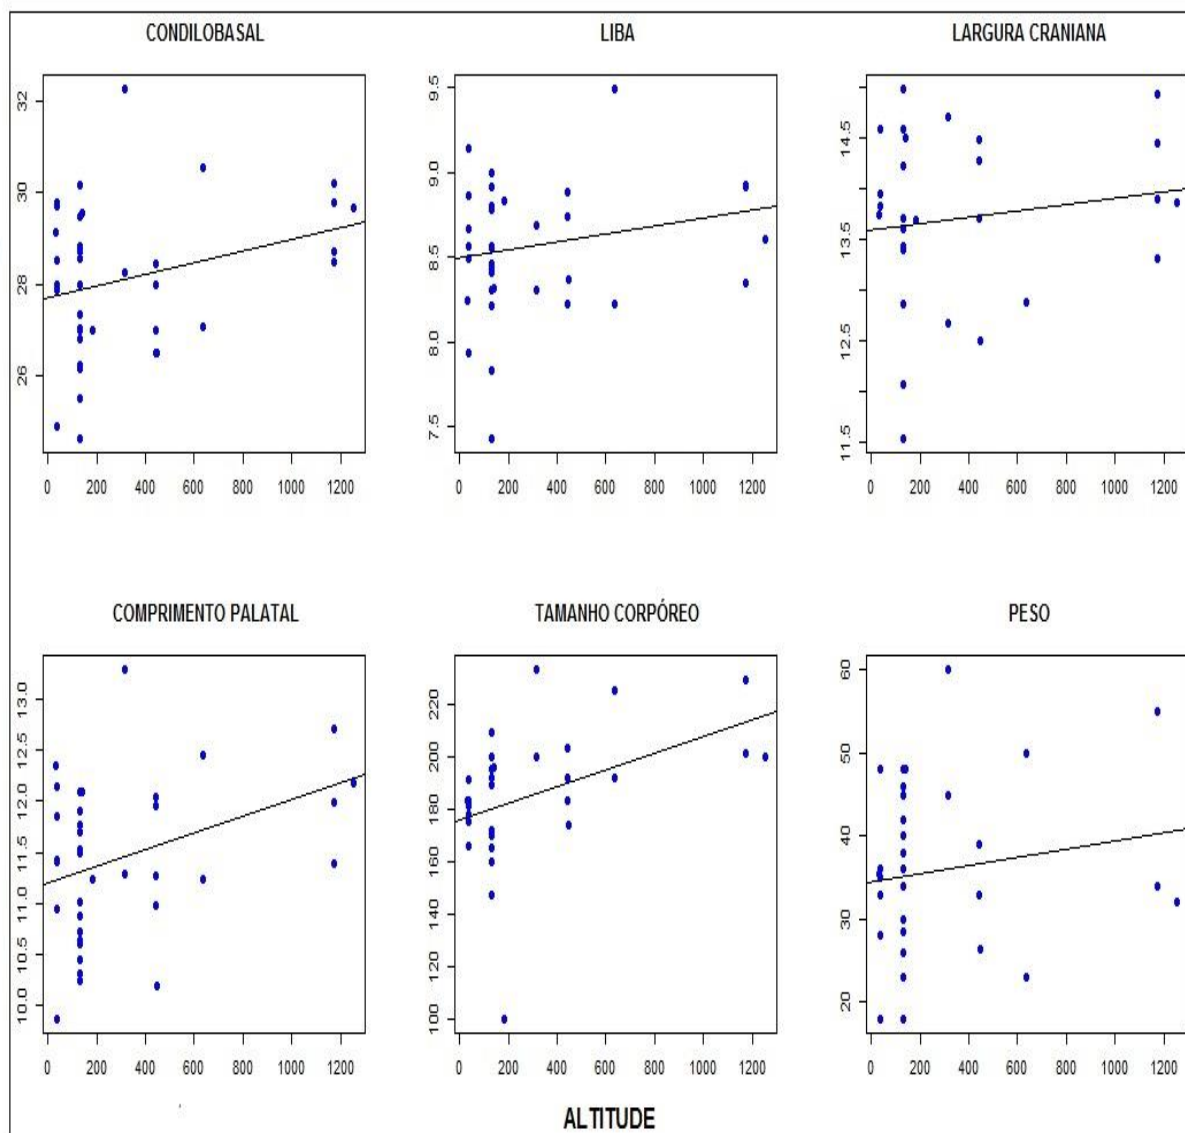 CONDILOBASAL
LIBA
LARGURA CRANIANA
32
30
28
26
0 200 400 600 800 1000 1200
9.5
9.0
8.5
8.0
7.5
0 200 400 600 800 1000 1200
14.5
13.5
12.5
11.5
0 200 400 600 800 1000 1200
COMPRIMENTO PALATAL
TAMANHO CORPÓREO
PESO
13.0
12.5
12.0
11.5
11.0
10.5
10.0
0 200 400 600 800 1000 1200
220
200
180
160
140
120
100
0 200 400 600 800 1000 1200
60
50
40
30
20
0 200 400 600 800 1000 1200
ALTITUDE